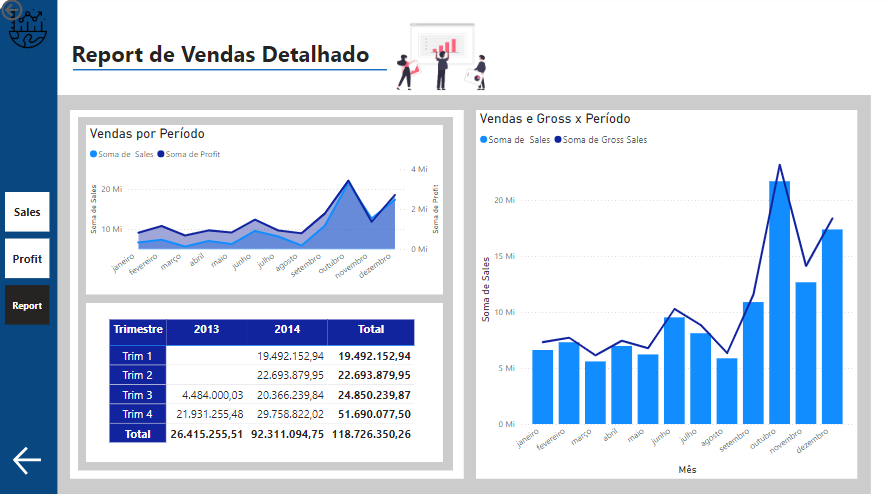 Report de Vendas Detalhado
Sales
Profit
Report
Vendas por Período
Soma de Sales Soma de Profit
Soma de Sales
20 Mi
10 Mi
4 Mi
2 Mi
0 Mi
Soma de Profit
janeiro fevereiro março abril maio junho julho agosto setembro outubro novembro dezembro
Trimestre 2013 2014 Total
Trim 1 19.492.152,94 19.492.152,94
Trim 2 22.693.879,95 22.693.879,95
Trim 3 4.484.000,03 20.366.239,84 24.850.239,87
Trim 4 21.931.255,48 29.758.822,02 51.690.077,50
Total 26.415.255,51 92.311.094,75 118.726.350,26
Vendas e Gross x Período
Soma de Sales Soma de Gross Sales
Soma de Sales
20 Mi
15 Mi
10 Mi
5 Mi
0 Mi
janeiro fevereiro março abril maio junho julho agosto setembro outubro novembro dezembro
Mês